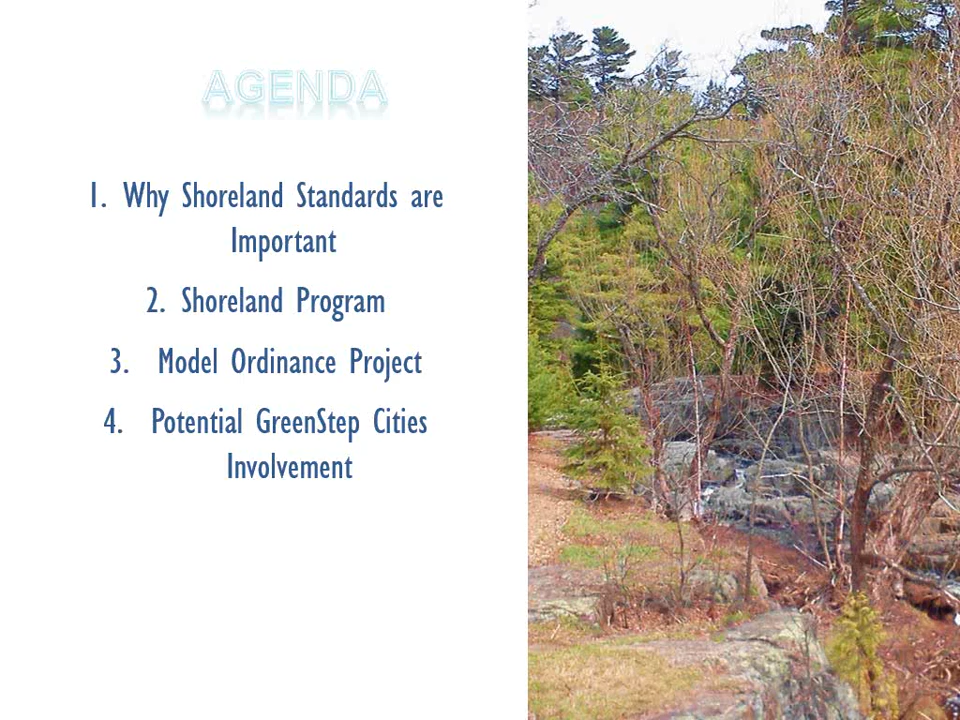 AGENDA
1. Why Shoreland Standards are
Important
2. Shoreland Program
3. Model Ordinance Project
4. Potential GreenStep Cities
Involvement